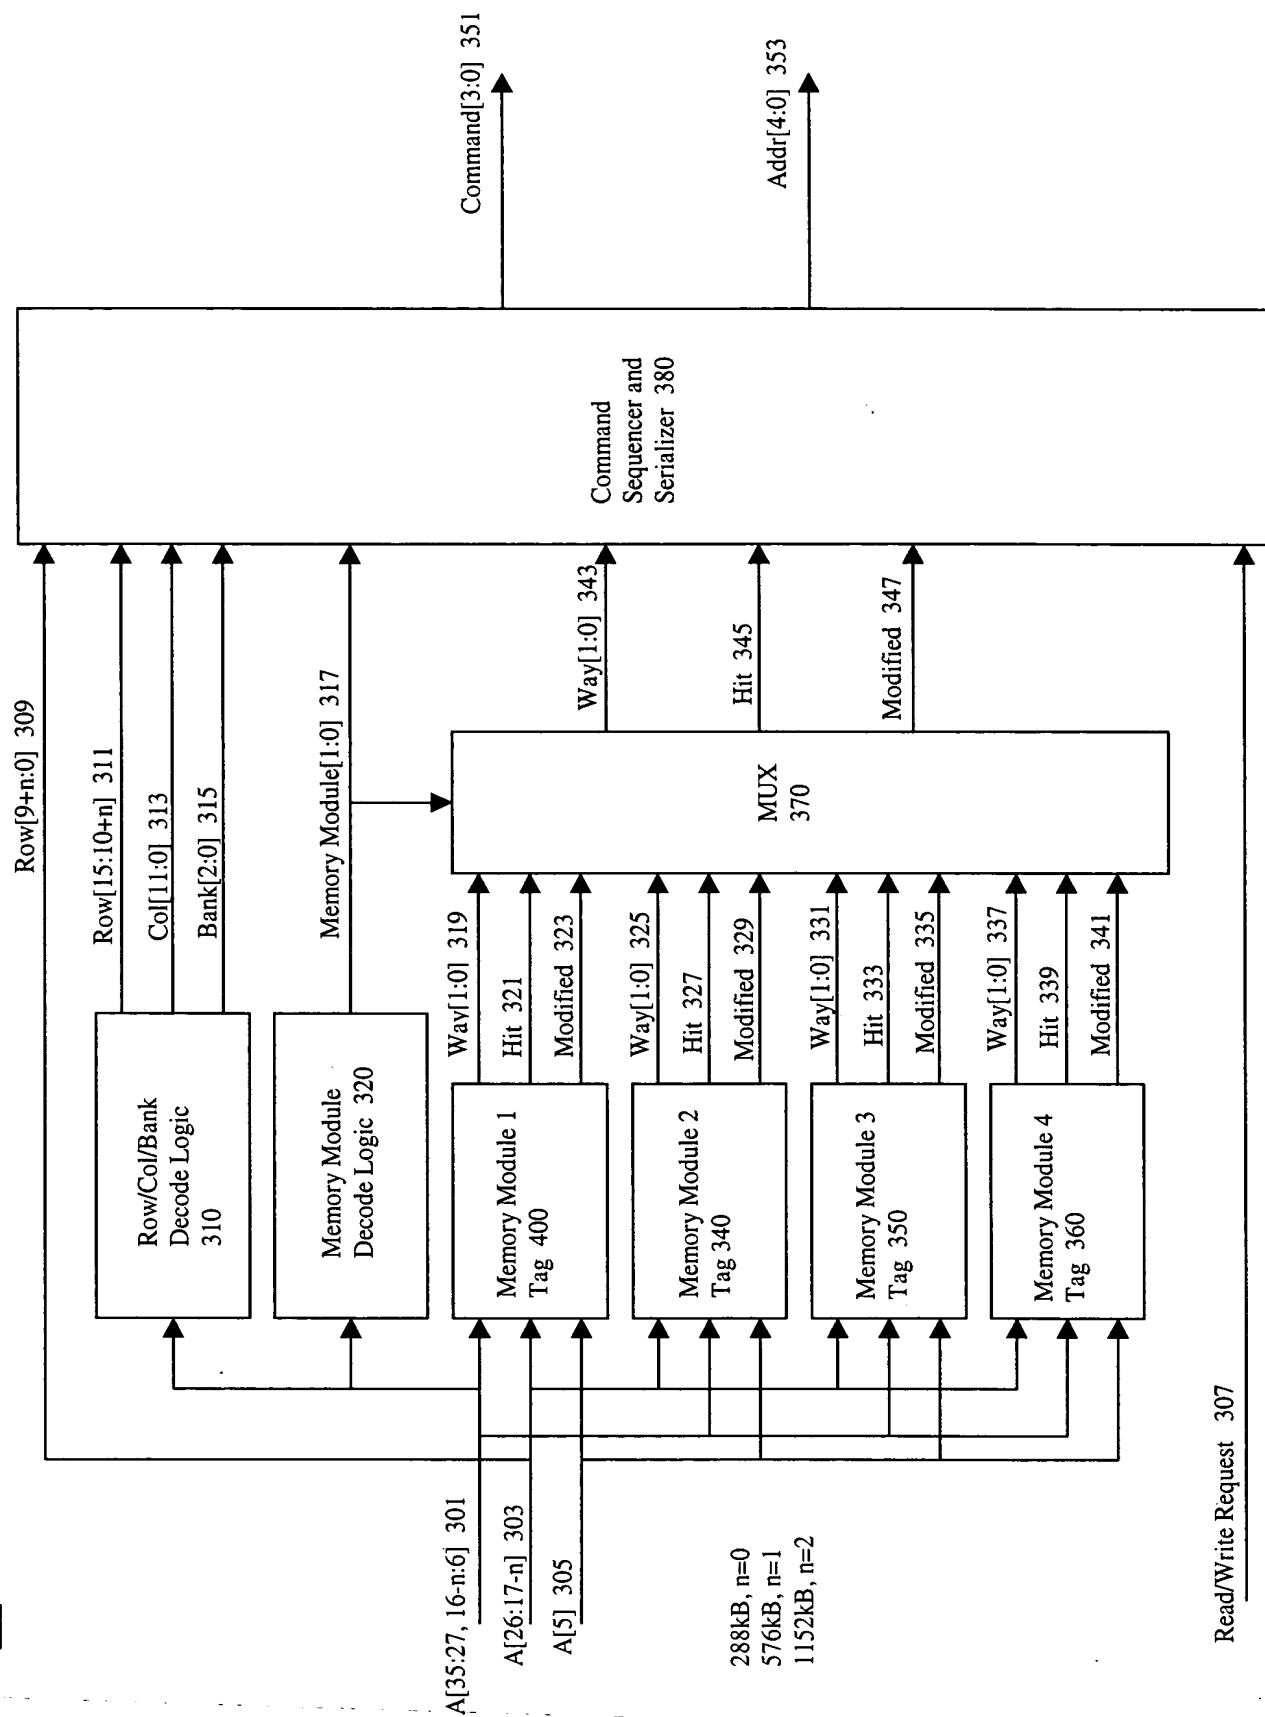 Row[9+n:0] 309
Row[15:10+n] 311
Col[11:0] 313
Bank[2:0] 315
Memory Module[1:0] 317
Row/Col/Bank
Decode Logic
310
Memory Module
Decode Logic 320
Memory Module 1
Tag 400
Memory Module 2
Tag 340
Memory Module 3
Tag 350
Memory Module 4
Tag 360
Way[1:0] 319
Hit 321
Modified 323
Way[1:0] 325
Hit 327
Modified 329
Way[1:0] 331
Hit 333
Modified 335
Way[1:0] 337
Hit 339
Modified 341
MUX
370
Way[1:0] 343
Hit 345
Modified 347
Command
Sequencer and
Serializer 380
Command[3:0] 351
Addr[4:0] 353
A[35:27, 16-n:6] 301
A[26:17-n] 303
A[5] 305
288kB, n=0
576kB, n=1
1152kB, n=2
Read/Write Request 307